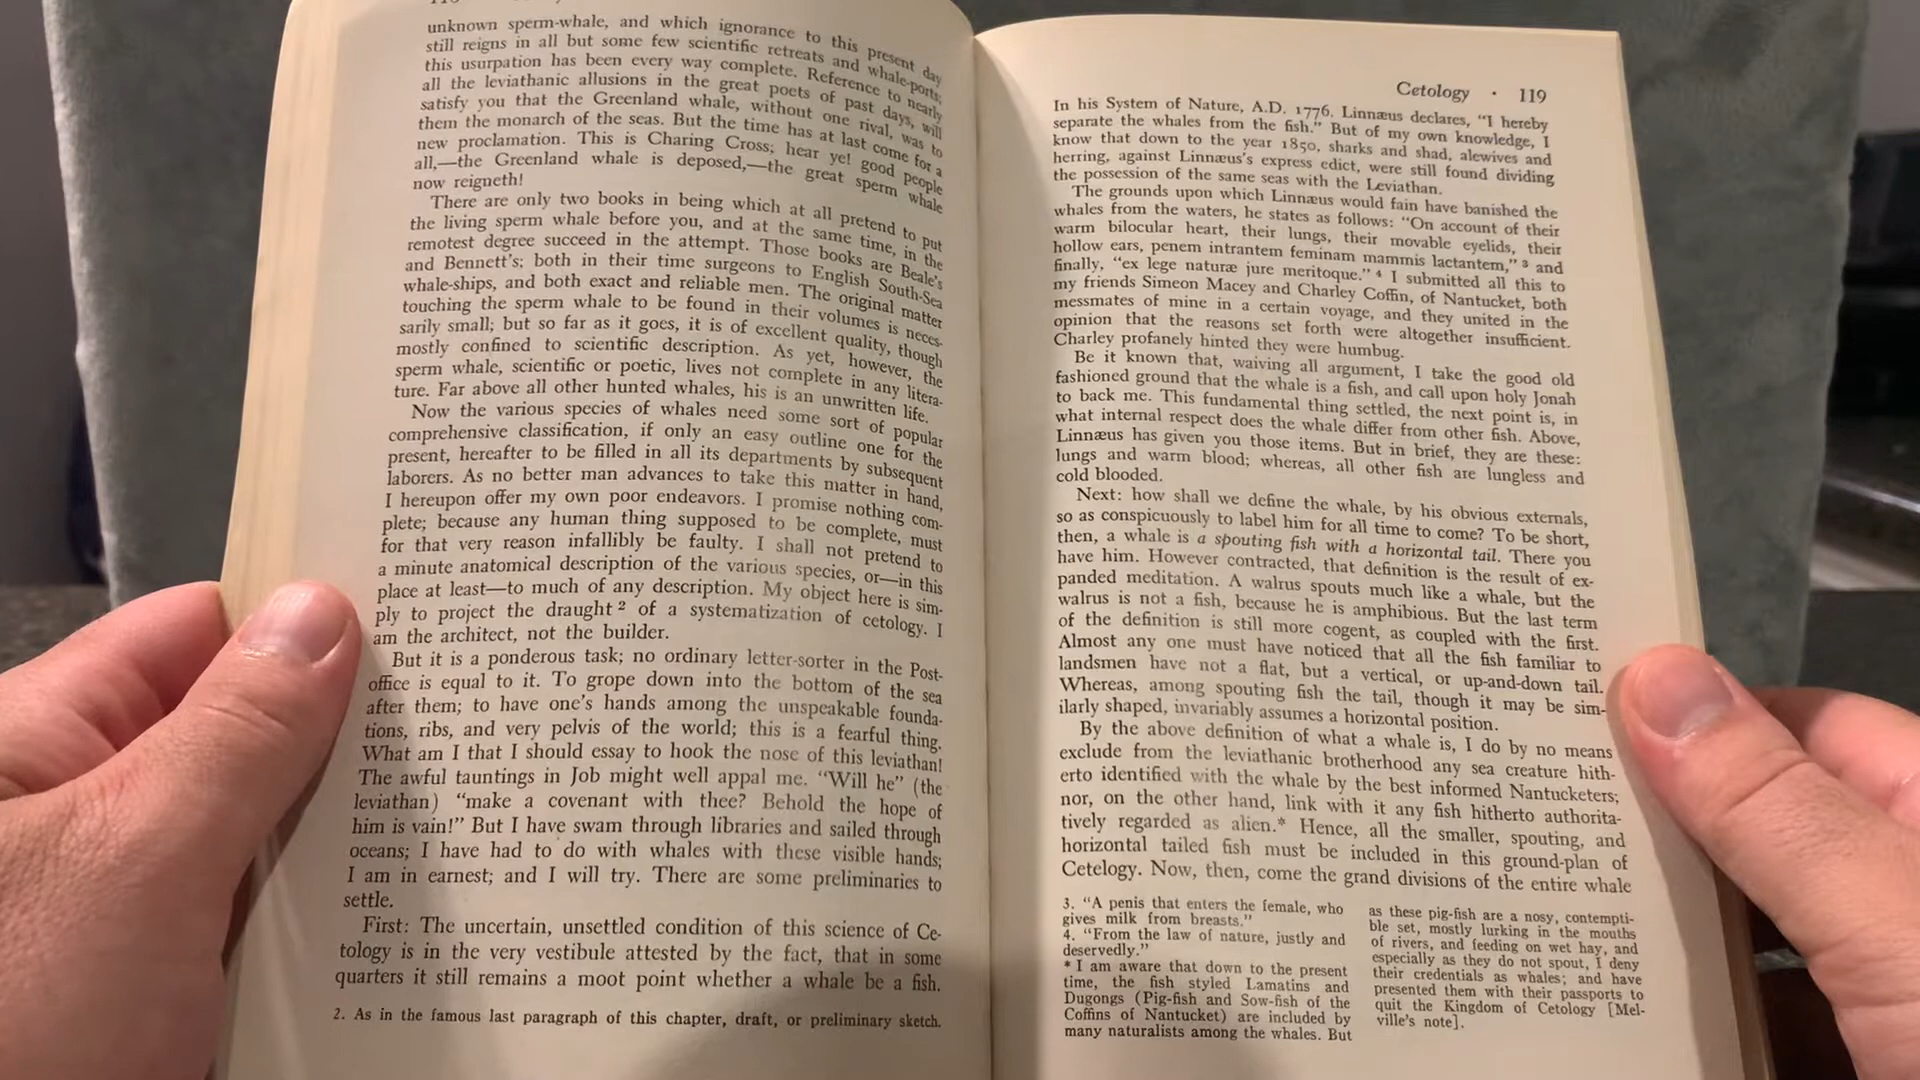 unknown sperm-whale, and which ignorance to this present day
still reigns in all but some few scientific retreats and whale-ports;
this usurpation has been every way complete. Reference to nearly
all the leviathanic allusions in the great poets of past days, will
satisfy you that the Greenland whale, without one rival, was to
them the monarch of the seas. But the time has at last come for a
new proclamation. This is Charing Cross; hear ye! good people
all,—the Greenland whale is deposed,—the great sperm whale
now reigneth!
There are only two books in being which at all pretend to put
the living sperm whale before you, and at the same time, in the
remotest degree succeed in the attempt. Those books are Beale's
and Bennett's; both in their time surgeons to English South-Sea
whale-ships, and both exact and reliable men. The original matter
touching the sperm whale to be found in their volumes is neces-
sarily small; but so far as it goes, it is of excellent quality, though
mostly confined to scientific description. As yet, however, the
sperm whale, scientific or poetic, lives not complete in any litera-
ture. Far above all other hunted whales, his is an unwritten life.
Now the various species of whales need some sort of popular
comprehensive classification, if only an easy outline one for the
present, hereafter to be filled in all its departments by subsequent
laborers. As no better man advances to take this matter in hand,
I hereupon offer my own poor endeavors. I promise nothing com-
plete; because any human thing supposed to be complete, must
for that very reason infallibly be faulty. I shall not pretend to
a minute anatomical description of the various species, or—in this
place at least—to much of any description. My object here is sim-
ply to project the draught 2 of a systematization of cetology. I
am the architect, not the builder.
But it is a ponderous task; no ordinary letter-sorter in the Post-
office is equal to it. To grope down into the bottom of the sea
after them; to have one's hands among the unspeakable founda-
tions, ribs, and very pelvis of the world; this is a fearful thing.
What am I that I should essay to hook the nose of this leviathan!
The awful tauntings in Job might well appal me. "Will he" (the
leviathan) "make a covenant with thee? Behold the hope of
him is vain!" But I have swam through libraries and sailed through
oceans; I have had to do with whales with these visible hands;
I am in earnest; and I will try. There are some preliminaries to
settle.
First: The uncertain, unsettled condition of this science of Ce-
tology is in the very vestibule attested by the fact, that in some
quarters it still remains a moot point whether a whale be a fish.
2. As in the famous last paragraph of this chapter, draft, or preliminary sketch.
Cetology · 119
In his System of Nature, A.D. 1776, Linnæus declares, "I hereby
separate the whales from the fish." But of my own knowledge, I
know that down to the year 1850, sharks and shad, alewives and
herring, against Linnæus's express edict, were still found dividing
the possession of the same seas with the Leviathan.
The grounds upon which Linnæus would fain have banished the
whales from the waters, he states as follows: "On account of their
warm bilocular heart, their lungs, their movable eyelids, their
hollow ears, penem intrantem feminam mammis lactantem," 3 and
finally, "ex lege naturæ jure meritoque." 4 I submitted all this to
my friends Simeon Macey and Charley Coffin, of Nantucket, both
messmates of mine in a certain voyage, and they united in the
opinion that the reasons set forth were altogether insufficient.
Charley profanely hinted they were humbug.
Be it known that, waiving all argument, I take the good old
fashioned ground that the whale is a fish, and call upon holy Jonah
to back me. This fundamental thing settled, the next point is, in
what internal respect does the whale differ from other fish. Above,
Linnæus has given you those items. But in brief, they are these:
lungs and warm blood; whereas, all other fish are lungless and
cold blooded.
Next: how shall we define the whale, by his obvious externals,
so as conspicuously to label him for all time to come? To be short,
then, a whale is a spouting fish with a horizontal tail. There you
have him. However contracted, that definition is the result of ex-
panded meditation. A walrus spouts much like a whale, but the
walrus is not a fish, because he is amphibious. But the last term
of the definition is still more cogent, as coupled with the first.
Almost any one must have noticed that all the fish familiar to
landsmen have not a flat, but a vertical, or up-and-down tail.
Whereas, among spouting fish the tail, though it may be sim-
ilarly shaped, invariably assumes a horizontal position.
By the above definition of what a whale is, I do by no means
exclude from the leviathanic brotherhood any sea creature hith-
erto identified with the whale by the best informed Nantucketers;
nor, on the other hand, link with it any fish hitherto authorita-
tively regarded as alien.* Hence, all the smaller, spouting, and
horizontal tailed fish must be included in this ground-plan of
Cetology. Now, then, come the grand divisions of the entire whale
3. "A penis that enters the female, who
gives milk from breasts."
4. "From the law of nature, justly and
deservedly."
* I am aware that down to the present
time, the fish styled Lamatins and
Dugongs (Pig-fish and Sow-fish of the
Coffins of Nantucket) are included by
many naturalists among the whales. But
as these pig-fish are a nosy, contempti-
ble set, mostly lurking in the mouths
of rivers, and feeding on wet hay, and
especially as they do not spout, I deny
their credentials as whales; and have
presented them with their passports to
quit the Kingdom of Cetology [Mel-
ville's note].